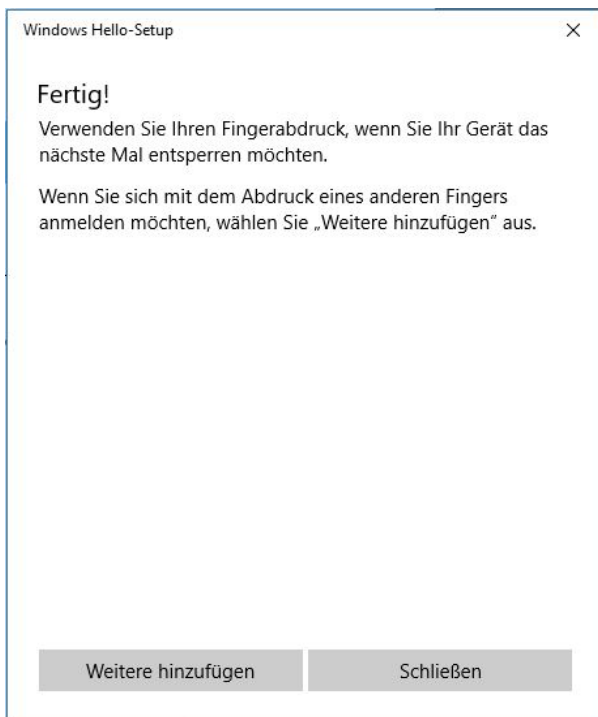 Windows Hello-Setup
Fertig!
Verwenden Sie Ihren Fingerabdruck, wenn Sie Ihr Gerät das
nächste Mal entsperren möchten.
Wenn Sie sich mit dem Abdruck eines anderen Fingers
anmelden möchten, wählen Sie „Weitere hinzufügen“ aus.
Weitere hinzufügen
Schließen